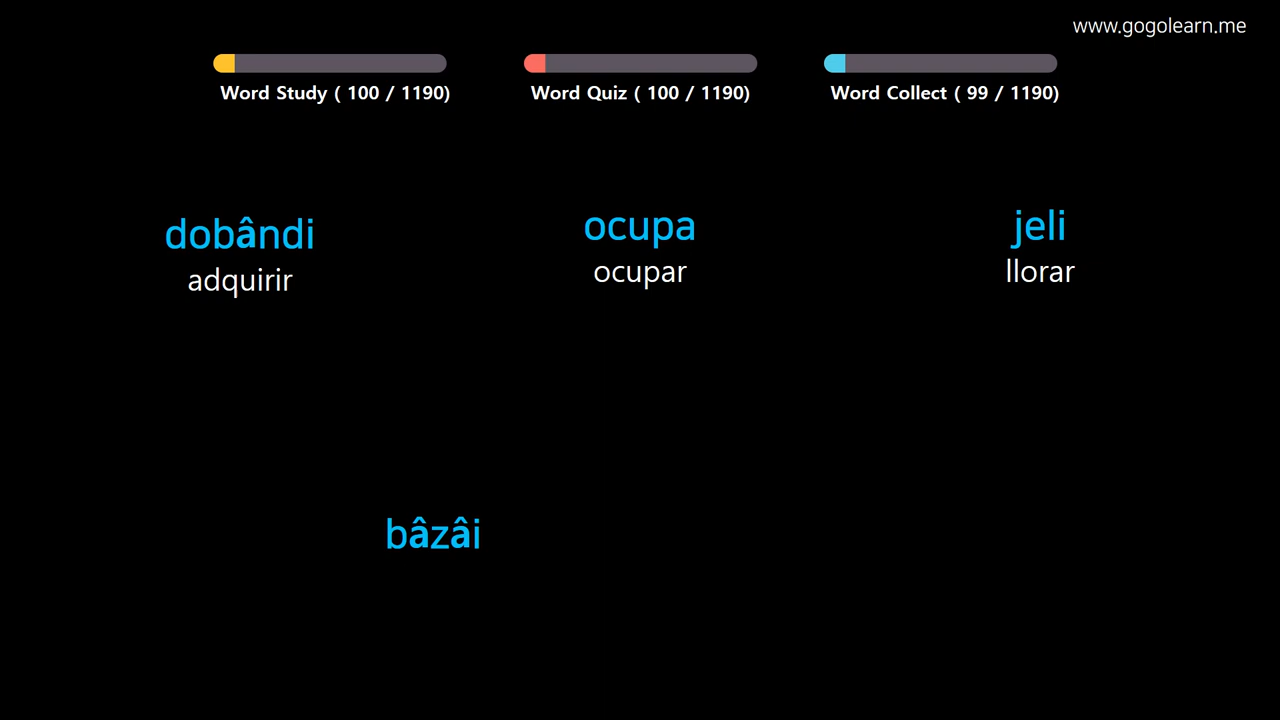 www.gogolearn.me
Word Study ( 100 / 1190)
Word Quiz ( 100 / 1190)
Word Collect ( 99 / 1190)
dobândi
adquirir
ocupa
ocupar
jeli
llorar
bâzâi